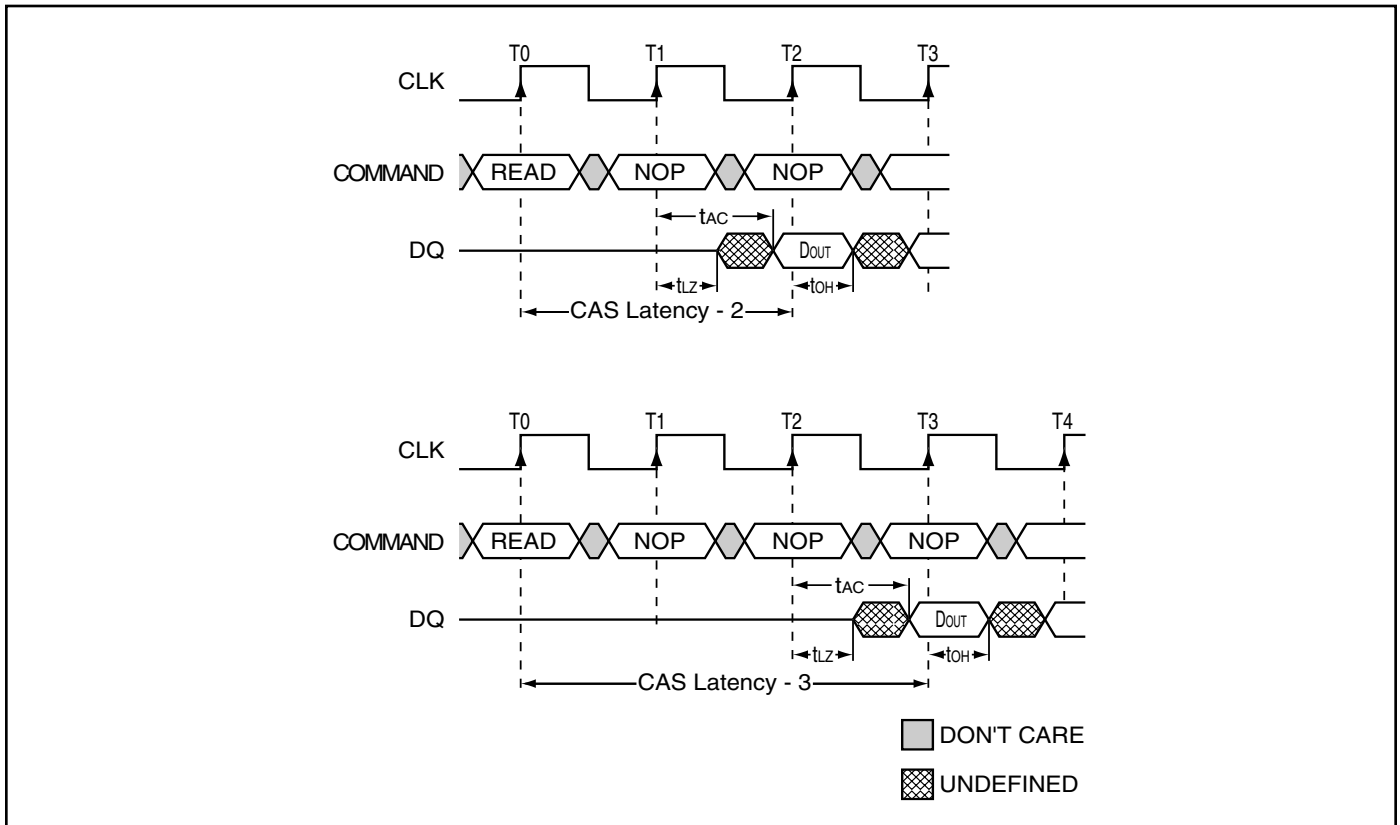 T0 T1 T2 T3
CLK
COMMAND READ NOP NOP
tAC
DQ DOUT
tLZ tOH
CAS Latency - 2
T0 T1 T2 T3 T4
CLK
COMMAND READ NOP NOP NOP
tAC
DQ DOUT
tLZ tOH
CAS Latency - 3
DON'T CARE
UNDEFINED